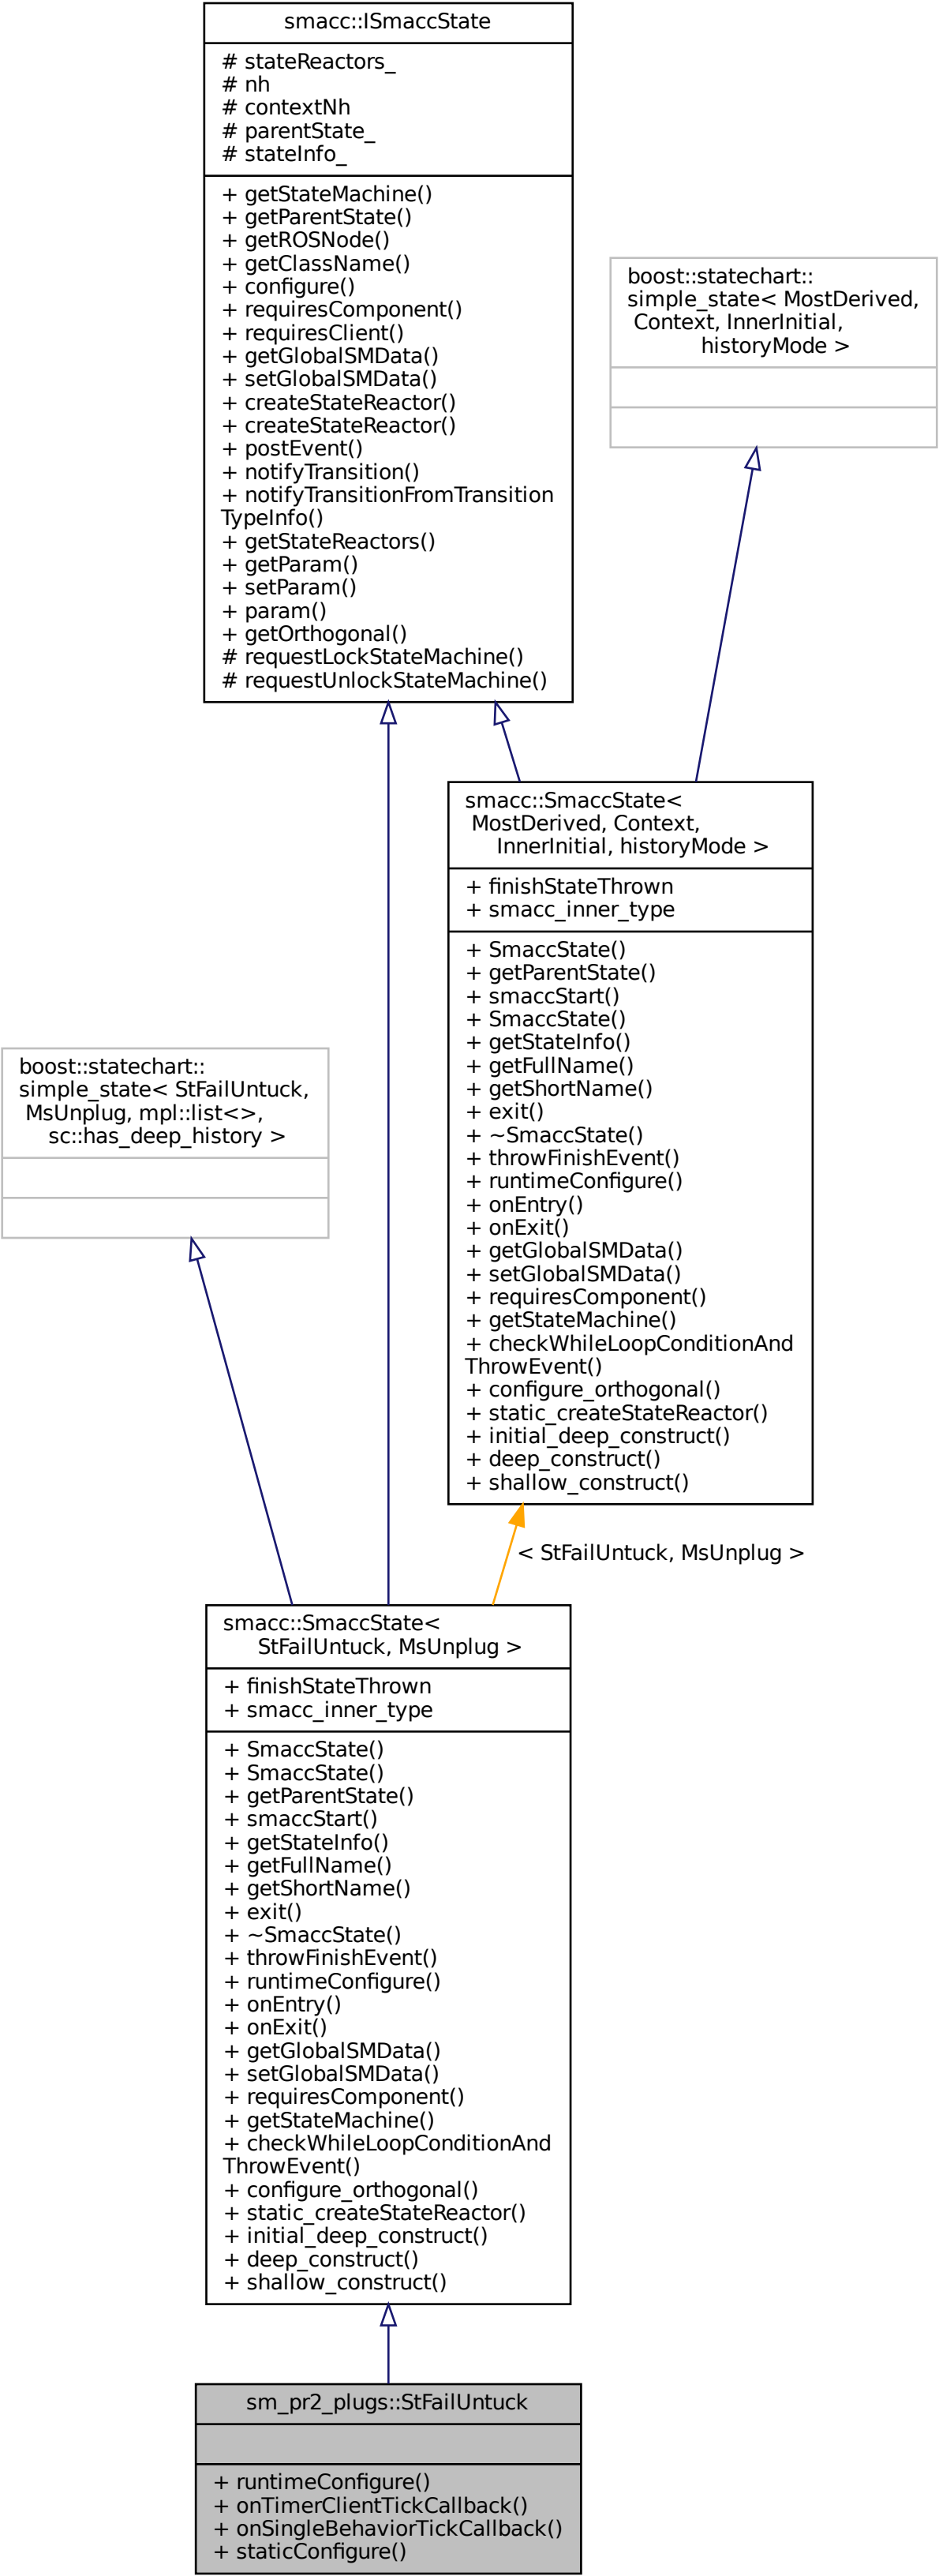 smacc::ISmaccState
# stateReactors_
# nh
# contextNh
# parentState_
# stateInfo_
+ getStateMachine()
+ getParentState()
+ getROSNode()
+ getClassName()
+ configure()
+ requiresComponent()
+ requiresClient()
+ getGlobalSMData()
+ setGlobalSMData()
+ createStateReactor()
+ createStateReactor()
+ postEvent()
+ notifyTransition()
+ notifyTransitionFromTransition
TypeInfo()
+ getStateReactors()
+ getParam()
+ setParam()
+ param()
+ getOrthogonal()
# requestLockStateMachine()
# requestUnlockStateMachine()
boost::statechart::
simple_state< MostDerived,
Context, InnerInitial,
historyMode >
smacc::SmaccState<
MostDerived, Context,
InnerInitial, historyMode >
+ finishStateThrown
+ smacc_inner_type
+ SmaccState()
+ getParentState()
+ smaccStart()
+ SmaccState()
+ getStateInfo()
+ getFullName()
+ getShortName()
+ exit()
+ ~SmaccState()
+ throwFinishEvent()
+ runtimeConfigure()
+ onEntry()
+ onExit()
+ getGlobalSMData()
+ setGlobalSMData()
+ requiresComponent()
+ getStateMachine()
+ checkWhileLoopConditionAnd
ThrowEvent()
+ configure_orthogonal()
+ static_createStateReactor()
+ initial_deep_construct()
+ deep_construct()
+ shallow_construct()
boost::statechart::
simple_state< StFailUntuck,
MsUnplug, mpl::list<>,
sc::has_deep_history >
< StFailUntuck, MsUnplug >
smacc::SmaccState<
StFailUntuck, MsUnplug >
+ finishStateThrown
+ smacc_inner_type
+ SmaccState()
+ SmaccState()
+ getParentState()
+ smaccStart()
+ getStateInfo()
+ getFullName()
+ getShortName()
+ exit()
+ ~SmaccState()
+ throwFinishEvent()
+ runtimeConfigure()
+ onEntry()
+ onExit()
+ getGlobalSMData()
+ setGlobalSMData()
+ requiresComponent()
+ getStateMachine()
+ checkWhileLoopConditionAnd
ThrowEvent()
+ configure_orthogonal()
+ static_createStateReactor()
+ initial_deep_construct()
+ deep_construct()
+ shallow_construct()
sm_pr2_plugs::StFailUntuck
+ runtimeConfigure()
+ onTimerClientTickCallback()
+ onSingleBehaviorTickCallback()
+ staticConfigure()